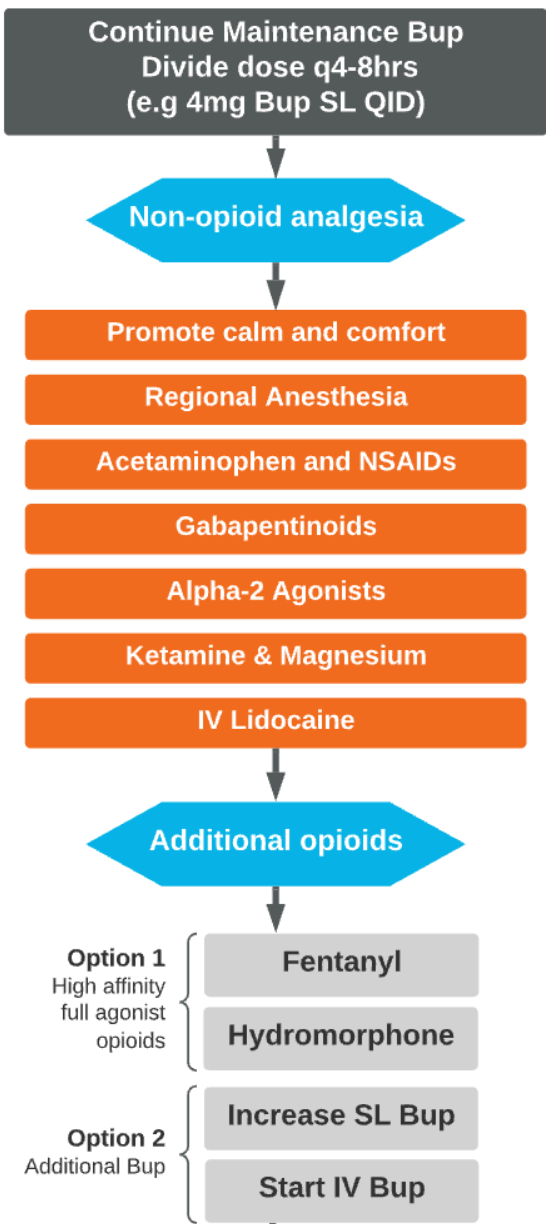 Continue Maintenance Bup
Divide dose q4-8hrs
(e.g 4mg Bup SL QID)
Non-opioid analgesia
Promote calm and comfort
Regional Anesthesia
Acetaminophen and NSAIDs
Gabapentinoids
Alpha-2 Agonists
Ketamine & Magnesium
IV Lidocaine
Additional opioids
Option 1
High affinity
full agonist
opioids
Fentanyl
Hydromorphone
Option 2
Additional Bup
Increase SL Bup
Start IV Bup